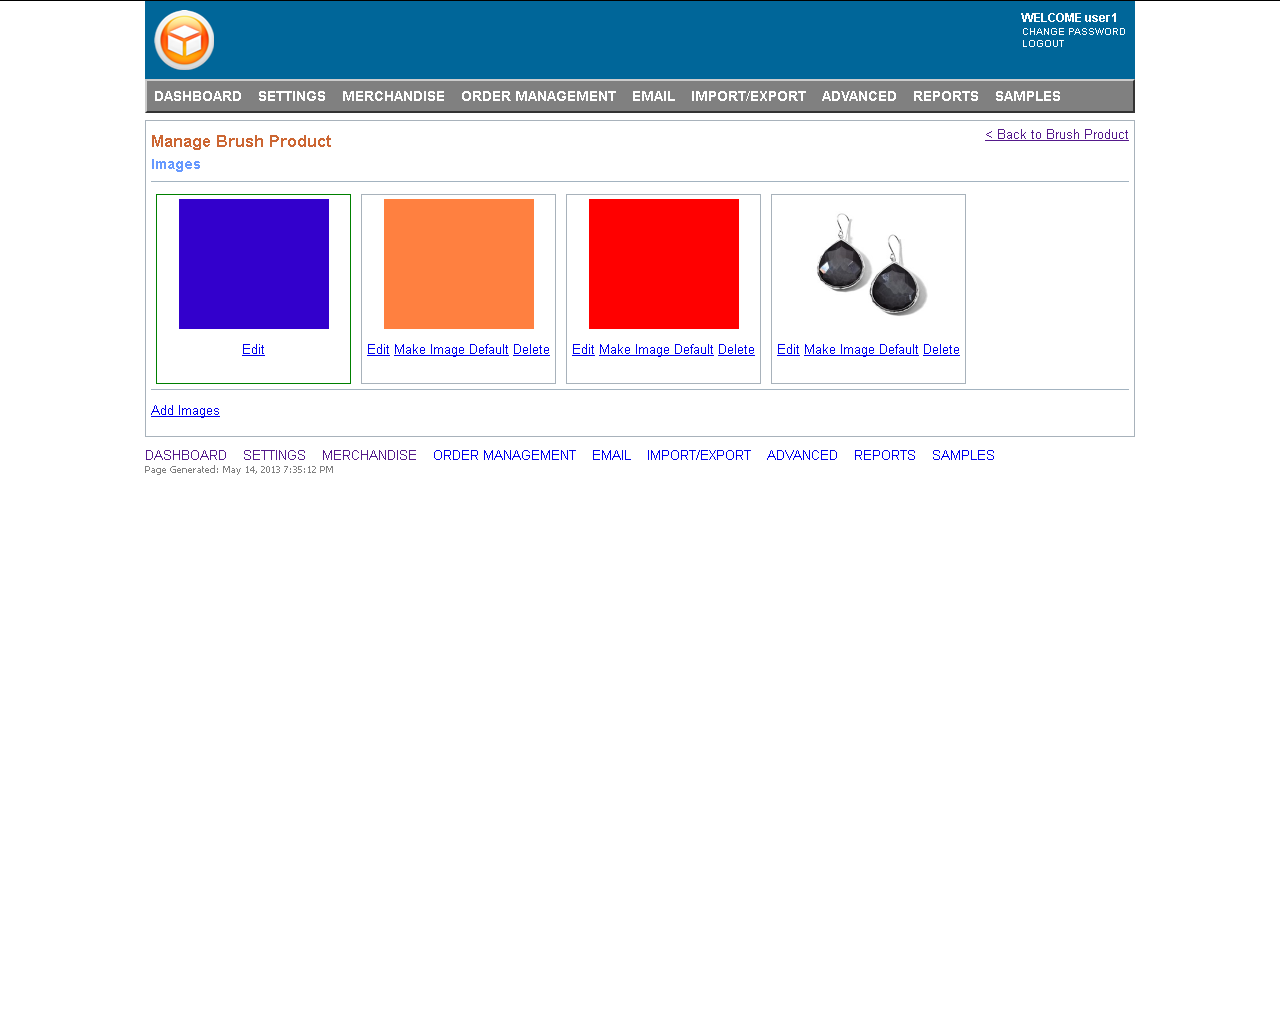 WELCOME user1
CHANGE PASSWORD
LOGOUT
DASHBOARD SETTINGS MERCHANDISE ORDER MANAGEMENT EMAIL IMPORT/EXPORT ADVANCED REPORTS SAMPLES
< Back to Brush Product
Manage Brush Product
Images
Edit
Edit Make Image Default Delete
Edit Make Image Default Delete
Edit Make Image Default Delete
Add Images
DASHBOARD SETTINGS MERCHANDISE ORDER MANAGEMENT EMAIL IMPORT/EXPORT ADVANCED REPORTS SAMPLES
Page Generated: May 14, 2013 7:35:12 PM